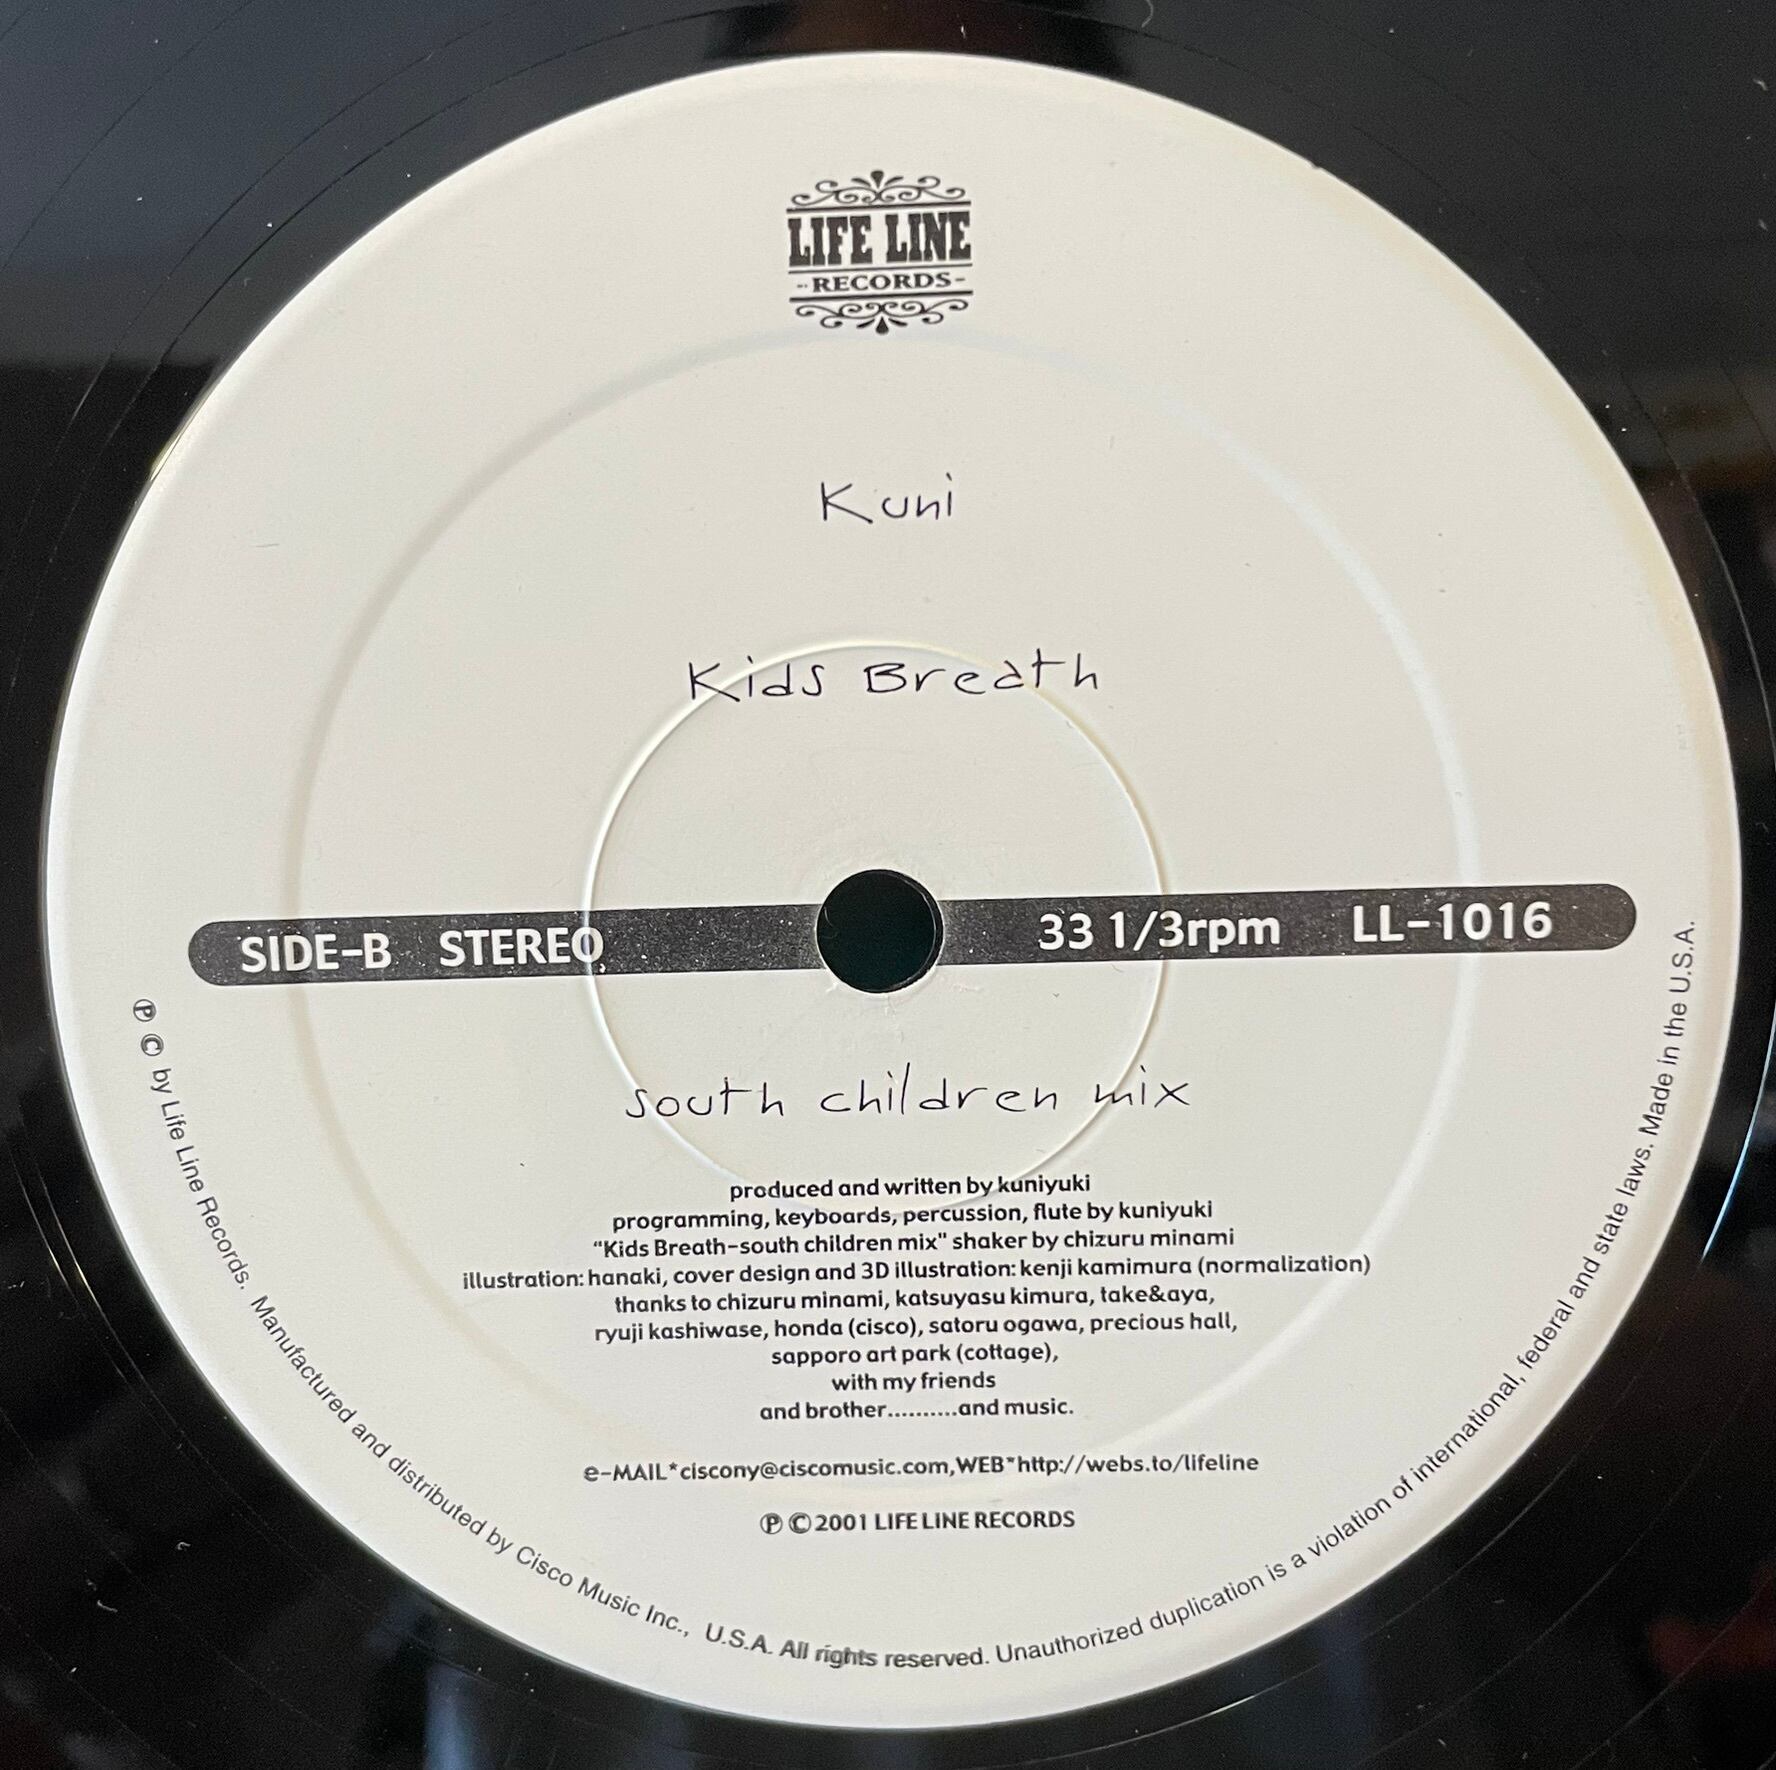 LIFE LINE
-RECORDS-
Kuni
Kids Breath
SIDE-B STEREO 33 1/3rpm LL-1016
south children mix
produced and written by kuniyuki
programming, keyboards, percussion, flute by kuniyuki
"Kids Breath-south children mix" shaker by chizuru minami
illustration: hanaki, cover design and 3D illustration: kenji kamimura (normalization)
thanks to chizuru minami, katsuyasu kimura, take&aya,
ryuji kashiwase, honda (cisco), satoru ogawa, precious hall,
sapporo art park (cottage),
with my friends
and brother..........and music.
e-MAIL*ciscony@ciscomusic.com,WEB*http://webs.to/lifeline
℗ ©2001 LIFE LINE RECORDS
℗ © by Life Line Records. Manufactured and distributed by Cisco Music Inc., U.S.A. All rights reserved. Unauthorized duplication is a violation of international, federal and state laws. Made in the U.S.A.